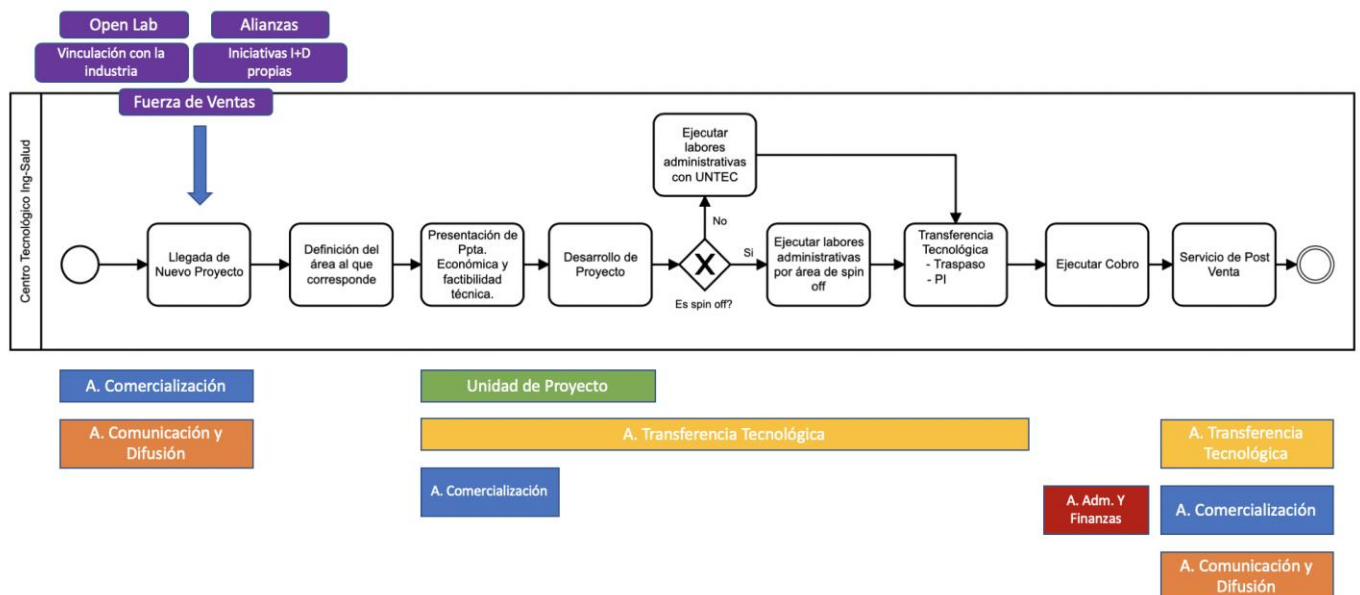 Open Lab
Alianzas
Vinculación con la
industria
Iniciativas I+D
propias
Fuerza de Ventas
Centro Tecnológico Ing-Salud
Llegada de
Nuevo Proyecto
Definición del
área al que
corresponde
Presentación de
Ppta.
Económica y
factibilidad
técnica.
Desarrollo de
Proyecto
X
Es spin off?
No
Ejecutar
labores
administrativas
con UNTEC
Si
Ejecutar labores
administrativas
por área de spin
off
Transferencia
Tecnológica
- Traspaso
- PI
Ejecutar Cobro
Servicio de Post
Venta
A. Comercialización
A. Comunicación y
Difusión
Unidad de Proyecto
A. Transferencia Tecnológica
A. Comercialización
A. Adm. Y
Finanzas
A. Transferencia
Tecnológica
A. Comercialización
A. Comunicación y
Difusión